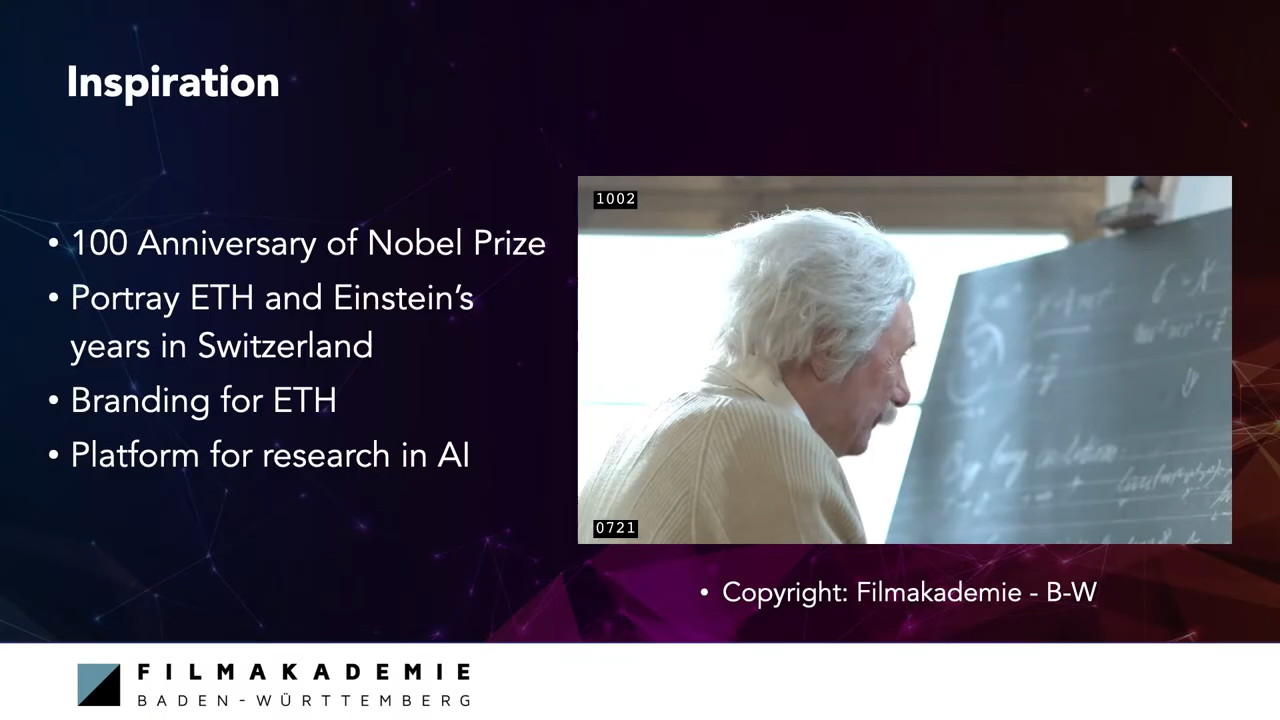 Inspiration
• 100 Anniversary of Nobel Prize
• Portray ETH and Einstein's
years in Switzerland
• Branding for ETH
• Platform for research in AI
1002
0721
• Copyright: Filmakademie - B-W
FILMAKADEMIE
BADEN-WÜRTTEMBERG